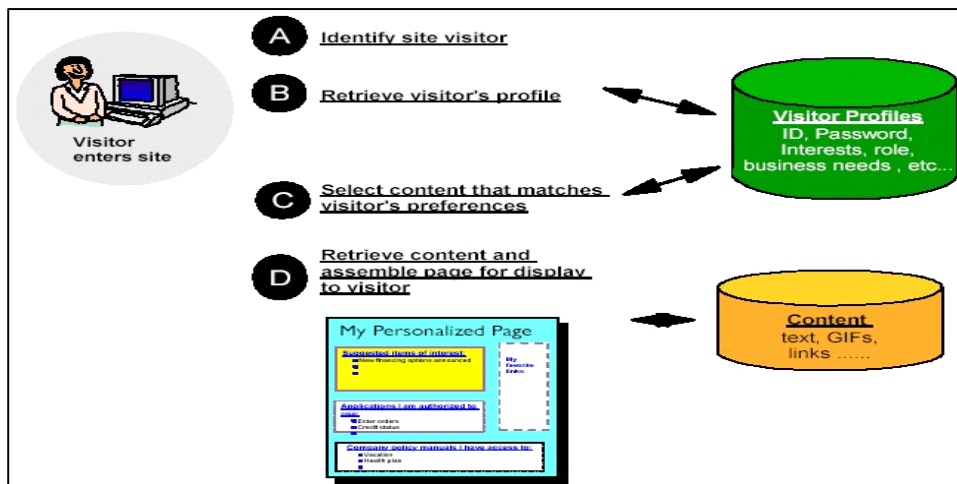 A
Identify site visitor
B
Retrieve visitor's profile
Visitor
enters site
Visitor Profiles
ID, Password,
Interests, role,
business needs , etc...
C
Select content that matches
visitor's preferences
D
Retrieve content and
assemble page for display
to visitor
Content
text, GIFs,
links ......
My Personalized Page
Suggested items of interest:
New financing options announced
My
favorite
links
Applications I am authorized to
use:
Enter orders
Credit status
Company policy manuals I have access to:
Vacation
Health plan